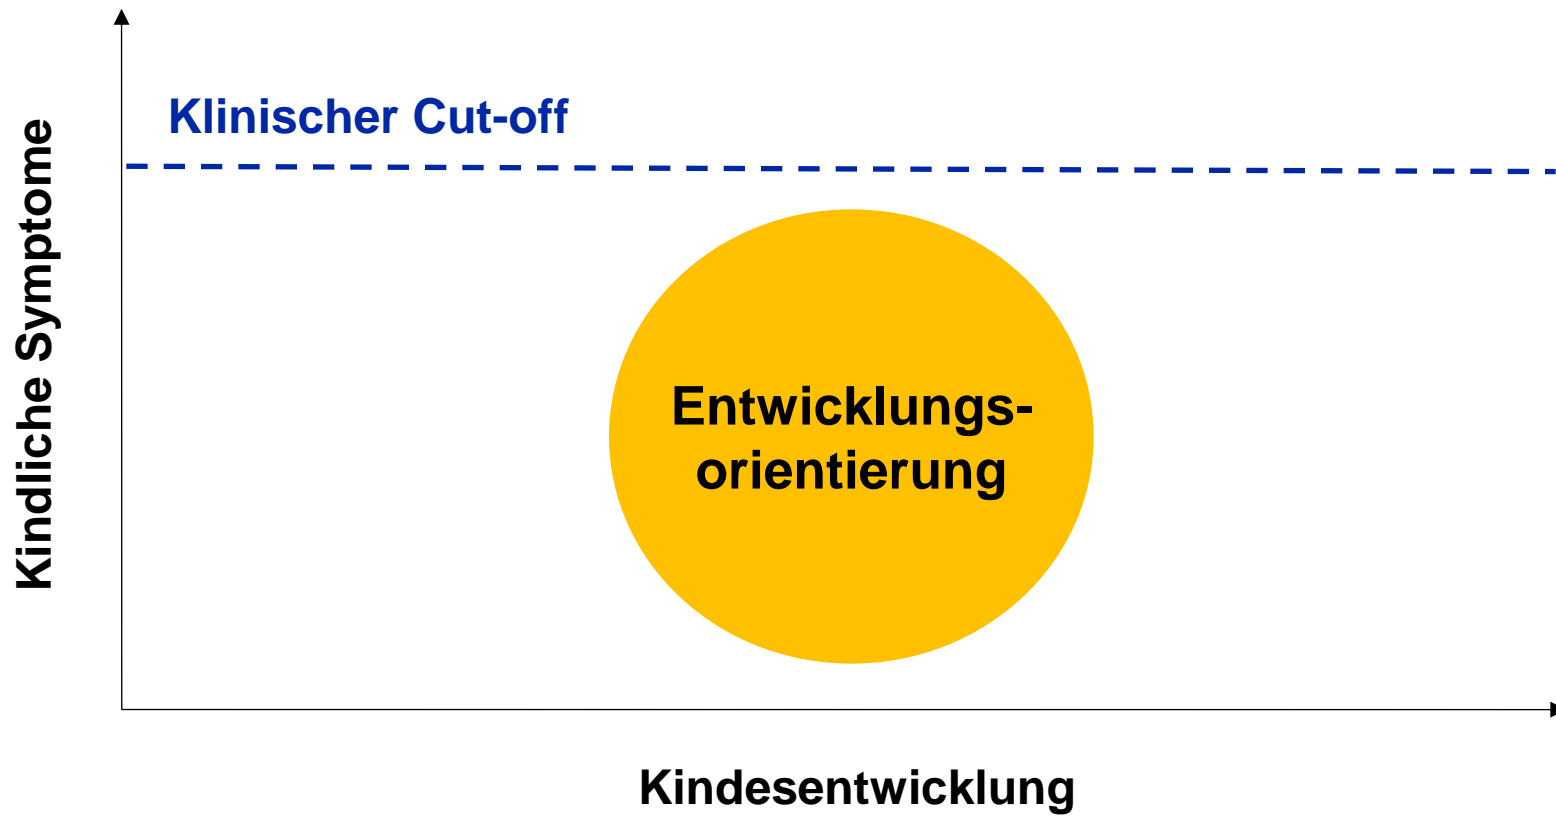 Klinischer Cut-off
Kindliche Symptome
Entwicklungs-
orientierung
Kindesentwicklung